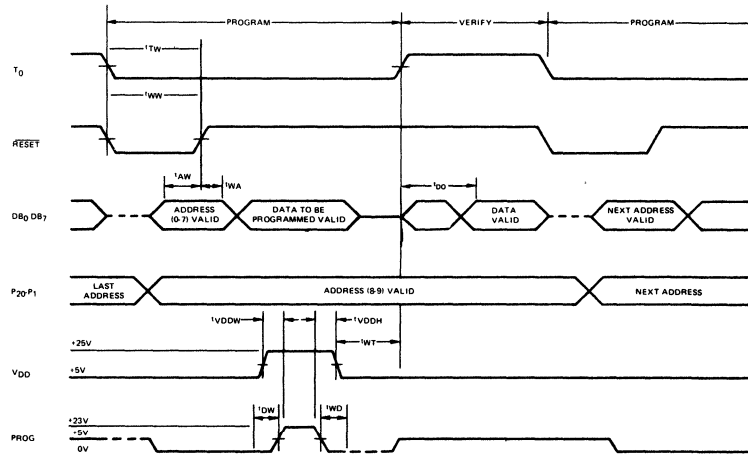 PROGRAM VERIFY PROGRAM
tTW
T0
tWW
RESET
tAW tWA tDO
DB0 DB7 ADDRESS (0-7) VALID DATA TO BE PROGRAMMED VALID DATA VALID NEXT ADDRESS VALID
P20-P1 LAST ADDRESS ADDRESS (8-9) VALID NEXT ADDRESS
tVDDW tVDDH
+25V
tWT
VDD +5V
tDW tWD
+23V
PROG +5V
0V